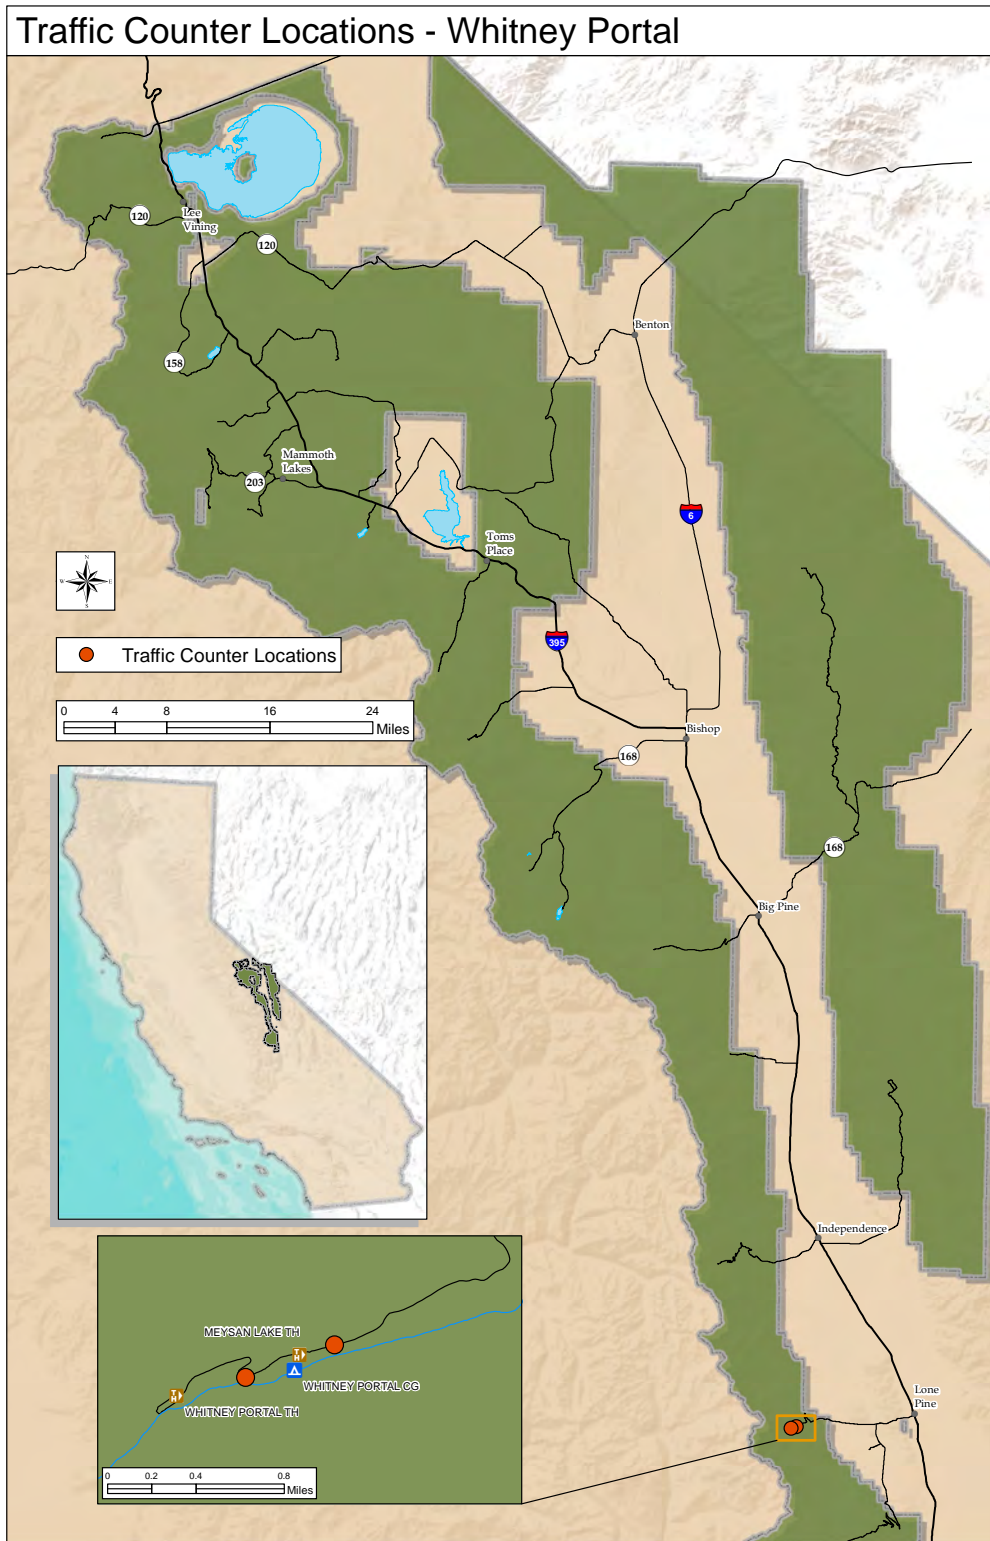 Traffic Counter Locations - Whitney Portal
Lee
Vining
120
120
158
Benton
Mammoth
Lakes
203
6
Toms
Place
N
W
E
S
395
Traffic Counter Locations
0
4
8
16
24
Miles
Bishop
168
168
Big Pine
Independence
MEYSAN LAKE TH
TH
WHITNEY PORTAL CG
TH
WHITNEY PORTAL TH
Lone
Pine
0
0.2
0.4
0.8
Miles